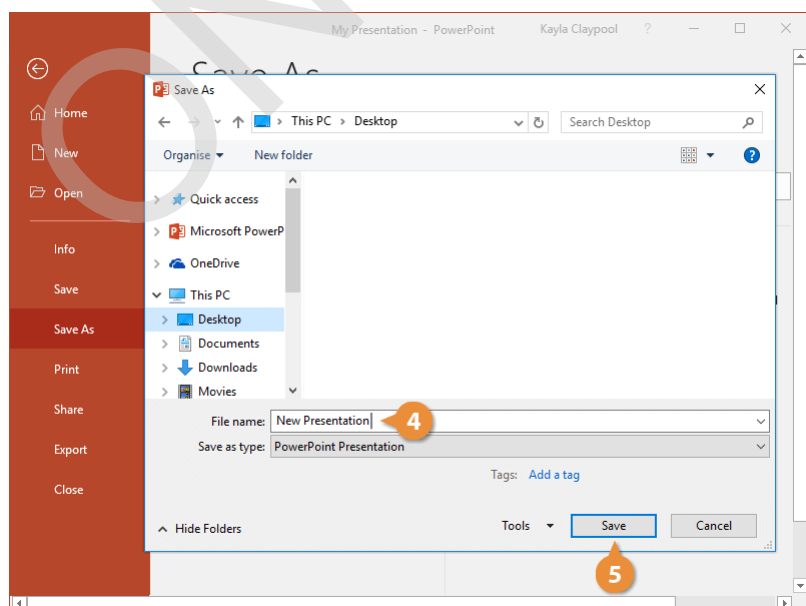 My Presentation - PowerPoint Kayla Claypool ?
Save As
Save As
This PC > Desktop Search Desktop
Home
New
Open
Info
Save
Save As
Print
Share
Export
Close
Organise New folder
Quick access
Microsoft PowerP
OneDrive
This PC
Desktop
Documents
Downloads
Movies
File name: New Presentation 4
Save as type: PowerPoint Presentation
Tags: Add a tag
Hide Folders Tools Save Cancel
5